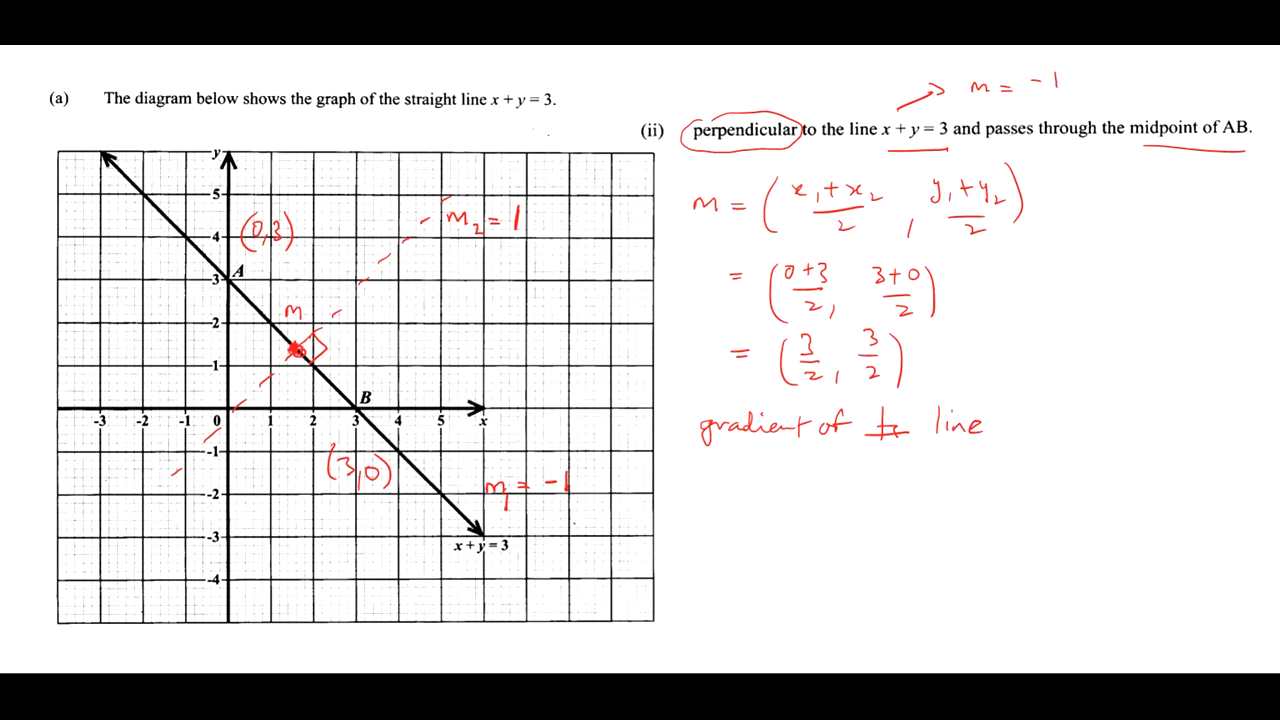 (a) The diagram below shows the graph of the straight line x + y = 3.
m = -1
(ii) perpendicular to the line x + y = 3 and passes through the midpoint of AB.
y
5
4
3
2
1
0
-1
-2
-3
-4
-3 -2 -1 1 2 3 4 5 x
A
B
(0,3)
m₂ = 1
m
(3,0)
m₁ = -1
x + y = 3
m = ( x₁ + x₂ / 2 , y₁ + y₂ / 2 )
= ( 0 + 3 / 2 , 3 + 0 / 2 )
= ( 3 / 2 , 3 / 2 )
gradient of line